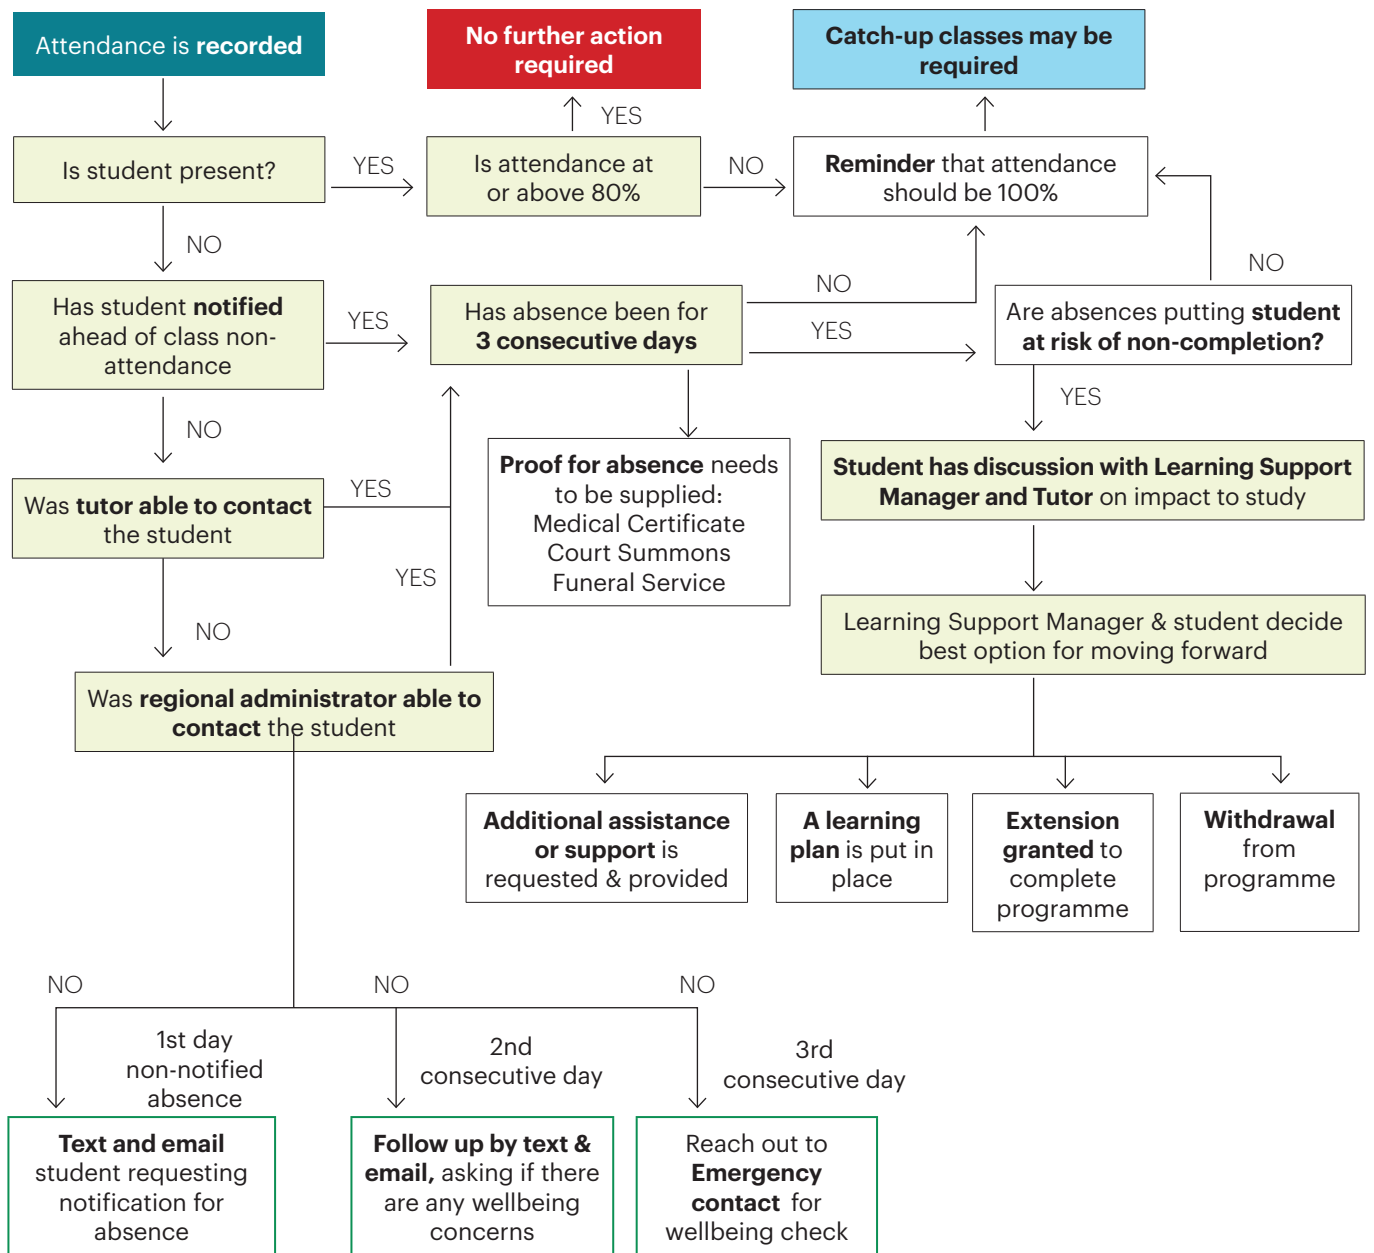 Attendance is recorded
No further action
required
Catch-up classes may be
required
YES
Is student present?
YES
Is attendance at
or above 80%
NO
Reminder that attendance
should be 100%
NO
NO
Has student notified
ahead of class non-
attendance
YES
Has absence been for
3 consecutive days
NO
YES
Are absences putting student
at risk of non-completion?
YES
NO
Was tutor able to contact
the student
YES
YES
Proof for absence needs
to be supplied:
Medical Certificate
Court Summons
Funeral Service
Student has discussion with Learning Support
Manager and Tutor on impact to study
NO
Learning Support Manager & student decide
best option for moving forward
Was regional administrator able to
contact the student
Additional assistance
or support is
requested & provided
A learning
plan is put in
place
Extension
granted to
complete
programme
Withdrawal
from
programme
NO
NO
NO
1st day
non-notified
absence
2nd
consecutive day
3rd
consecutive day
Text and email
student requesting
notification for
absence
Follow up by text &
email, asking if there
are any wellbeing
concerns
Reach out to
Emergency
contact for
wellbeing check